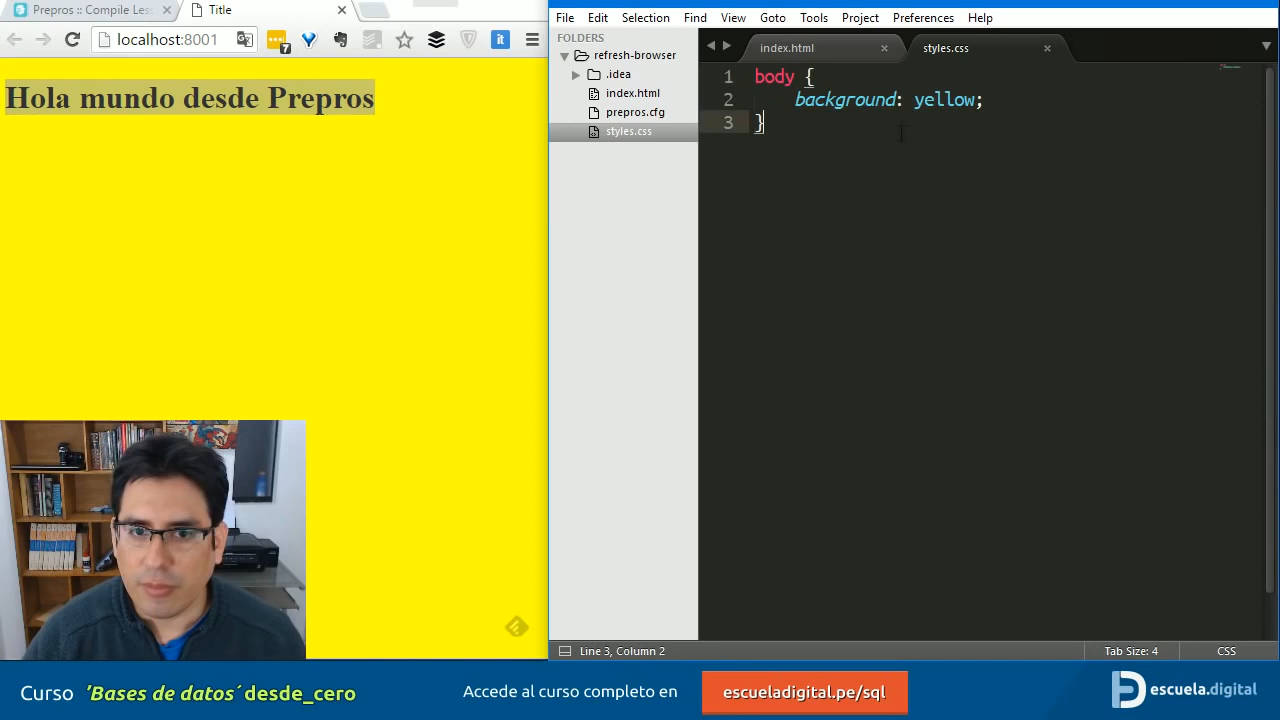 Prepros :: Compile Les
Title
localhost:8001
7
it
Hola mundo desde Prepros
File Edit Selection Find View Goto Tools Project Preferences Help
FOLDERS
refresh-browser
.idea
index.html
prepros.cfg
styles.css
index.html
styles.css
1 body {
2 background: yellow;
3 }
Line 3, Column 2
Tab Size: 4
CSS
Curso 'Bases de datos´ desde_cero
Accede al curso completo en
escueladigital.pe/sql
escuela.digital